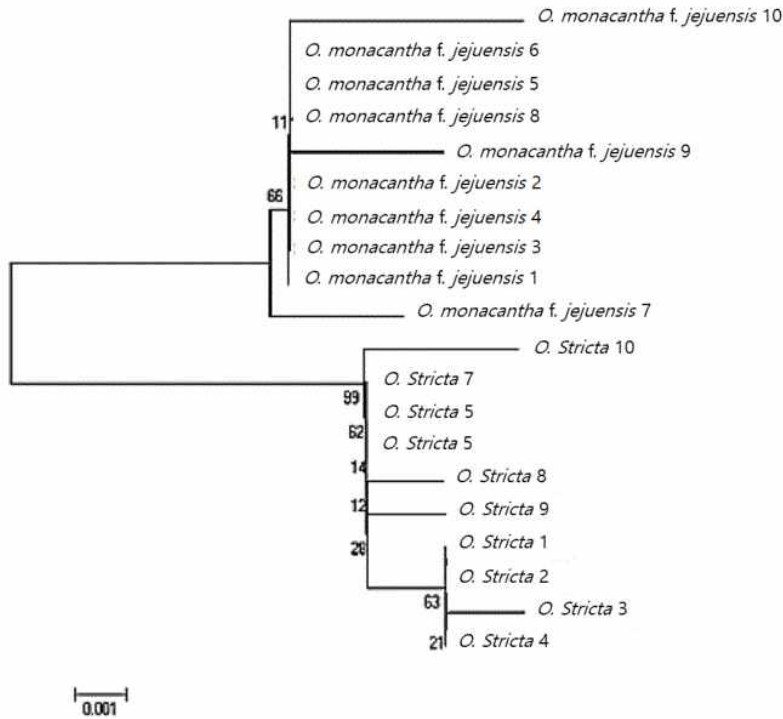 O. monacantha f. jejuensis 10
O. monacantha f. jejuensis 6
O. monacantha f. jejuensis 5
O. monacantha f. jejuensis 8
11
O. monacantha f. jejuensis 9
O. monacantha f. jejuensis 2
66
O. monacantha f. jejuensis 4
O. monacantha f. jejuensis 3
O. monacantha f. jejuensis 1
O. monacantha f. jejuensis 7
O. Stricta 10
O. Stricta 7
99
O. Stricta 5
62
O. Stricta 5
14
O. Stricta 8
12
O. Stricta 9
O. Stricta 1
26
O. Stricta 2
63
O. Stricta 3
21
O. Stricta 4
0.001